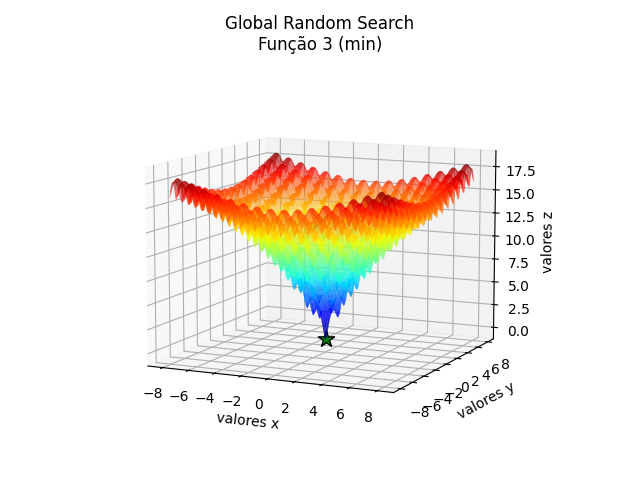 Global Random Search
Função 3 (min)
17.5
15.0
12.5
10.0
7.5
5.0
2.5
0.0
valores z
−8 −6 −4 −2 0 2 4 6 8
valores x
−8 −6 −4 −2 0 2 4 6 8
valores y